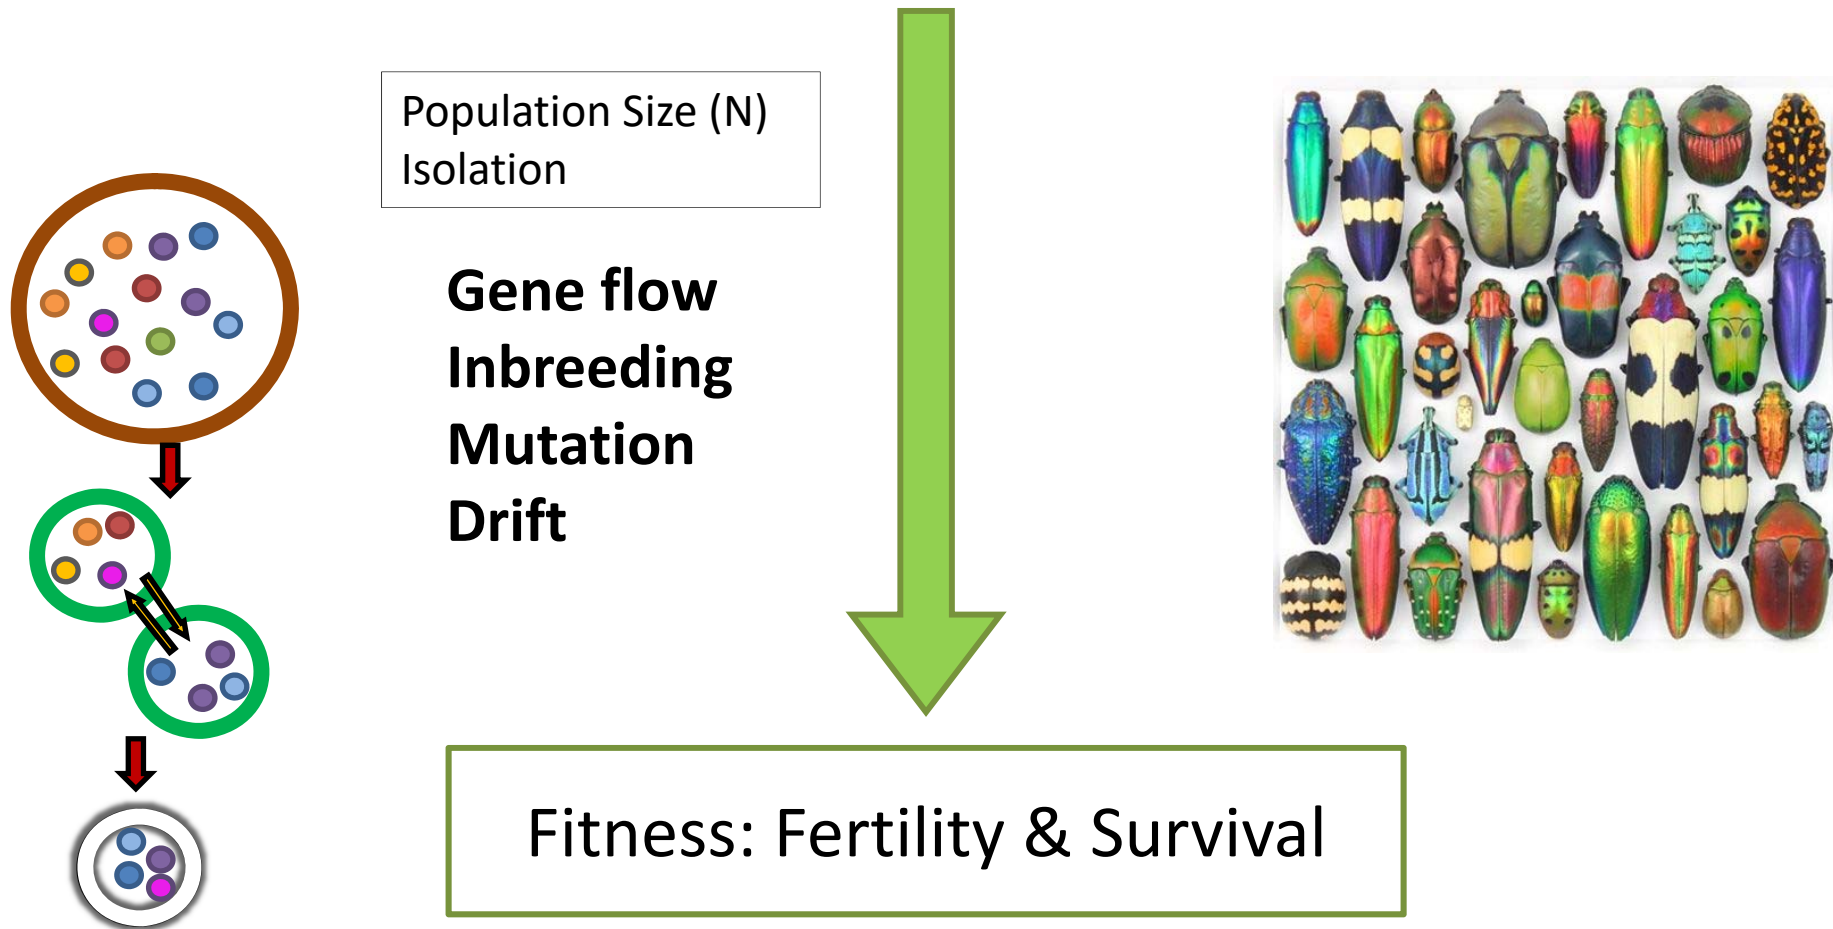 Population Size (N)
Isolation
Gene flow
Inbreeding
Mutation
Drift
Fitness: Fertility & Survival